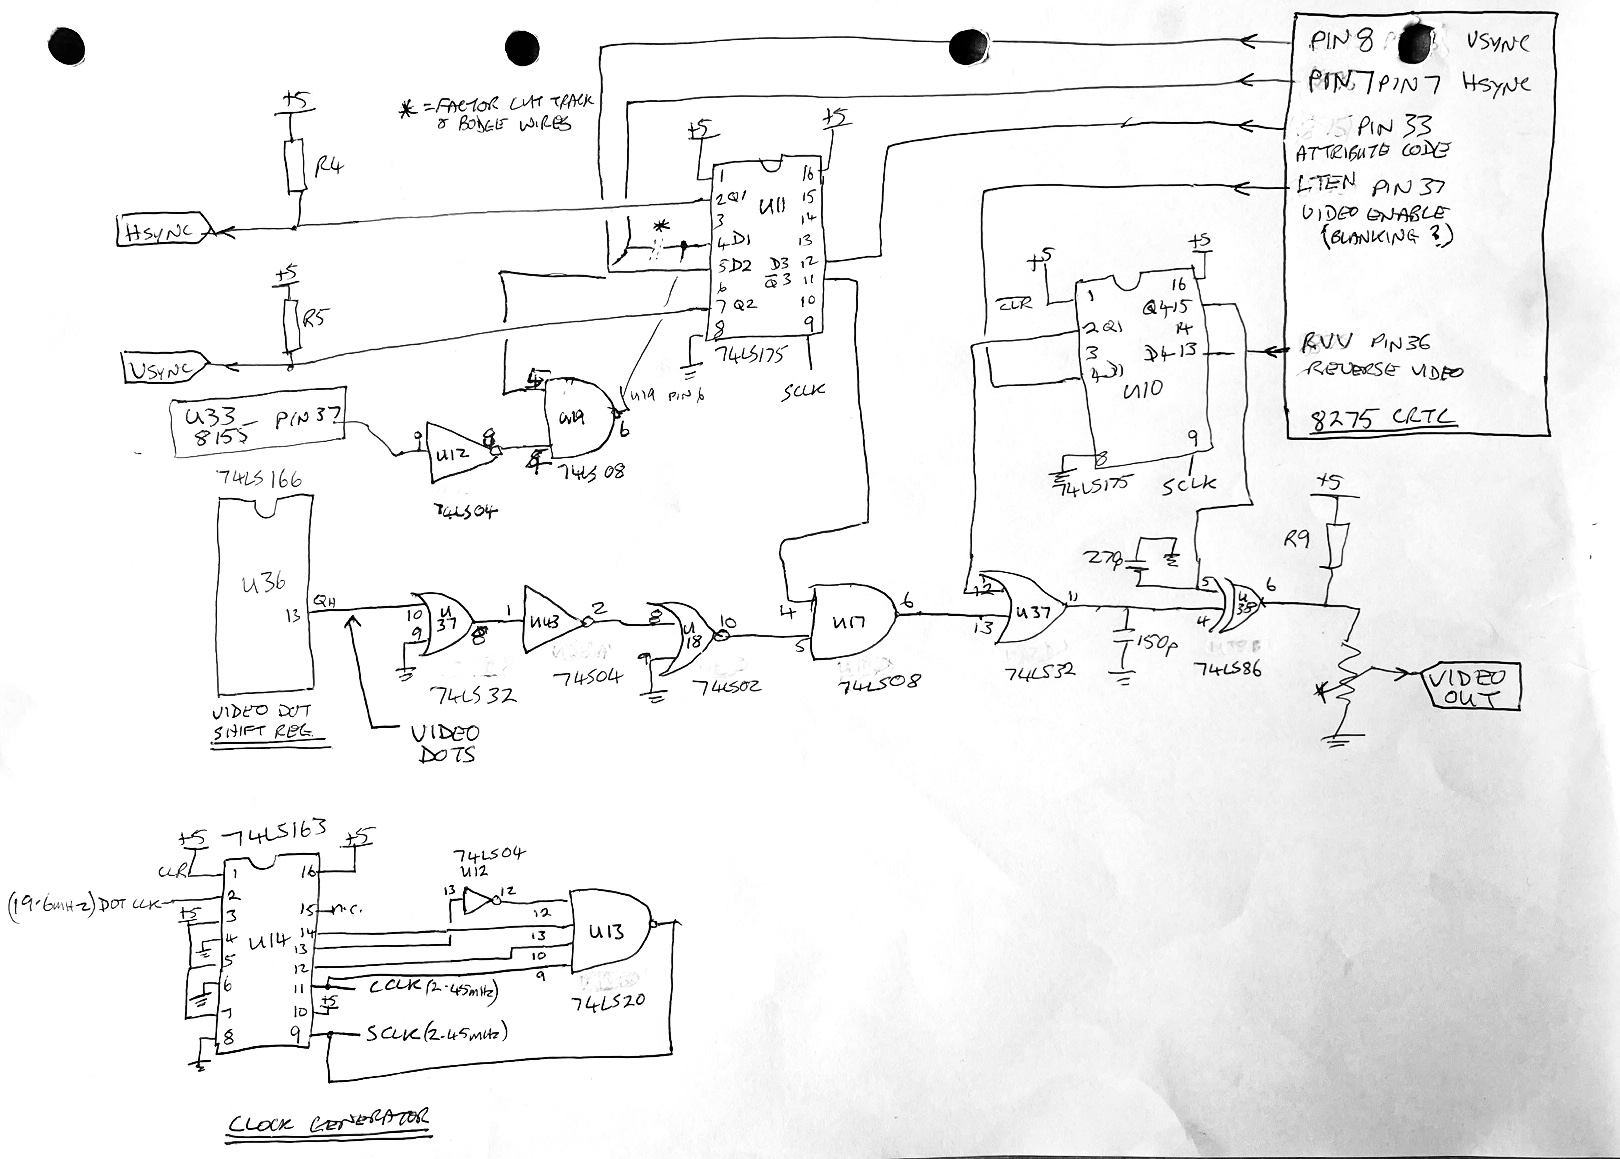 PIN 8 VSYNC
PIN 7 PIN 7 HSYNC
PIN 33
ATTRIBUTE CODE
LTEN PIN 37
VIDEO ENABLE
(BLANKING ?)
RVV PIN 36
REVERSE VIDEO
8275 CRTC
* = FACTORY CUT TRACK
& BODGE WIRES
+5
R4
HSYNC
+5
R5
VSYNC
+5
+5
1
16
2 Q1
15
3
14
4 D1
13
5 D2
D3 12
6
Q3 11
7 Q2
10
8
9
U11
74LS175
SCLK
*
U33 PIN 37
8155
9
U12
8
74LS04
5
4
U19
6
U19 PIN 6
74LS08
+5
CLR
+5
1
16
2 Q1
Q4 15
3
14
4 D1
D4 13
U10
8
9
74LS175
SCLK
74LS166
U36
13
QH
VIDEO DOT
SHIFT REG
VIDEO
DOTS
10
9
U
37
8
74LS32
1
U43
2
74S04
8
9
U
18
10
74S02
4
5
U17
6
74LS08
12
13
U37
11
74LS32
150p
27p
5
4
U
38
6
74LS86
+5
R9
*
VIDEO
OUT
74LS163
+5
+5
CLR
1
16
(19.6MHZ) DOT CLK
2
+5
3
15
n.c.
4
14
U14
13
5
12
6
11
CCLK (2.45MHz)
7
10
+5
8
9
SCLK (2.45MHz)
74LS04
U12
13
12
12
13
10
9
U13
74LS20
CLOCK GENERATOR